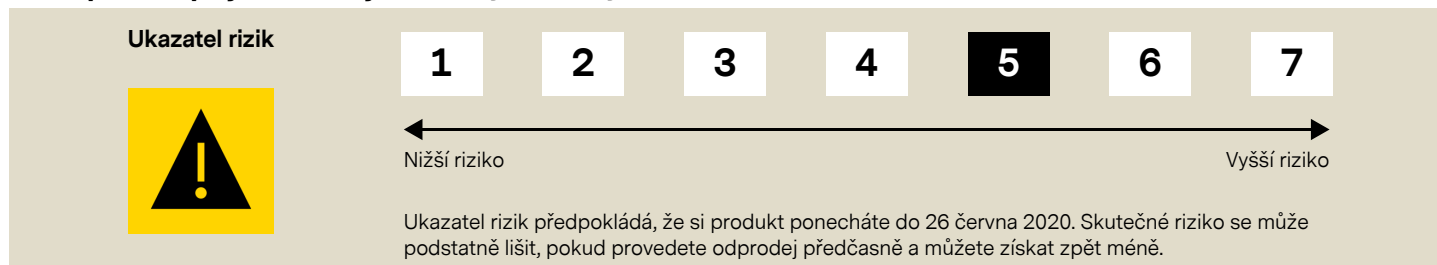 Ukazatel rizik
1 2 3 4 5 6 7
Nižší riziko Vyšší riziko
Ukazatel rizik předpokládá, že si produkt ponecháte do 26 června 2020. Skutečné riziko se může
podstatně lišit, pokud provedete odprodej předčasně a můžete získat zpět méně.